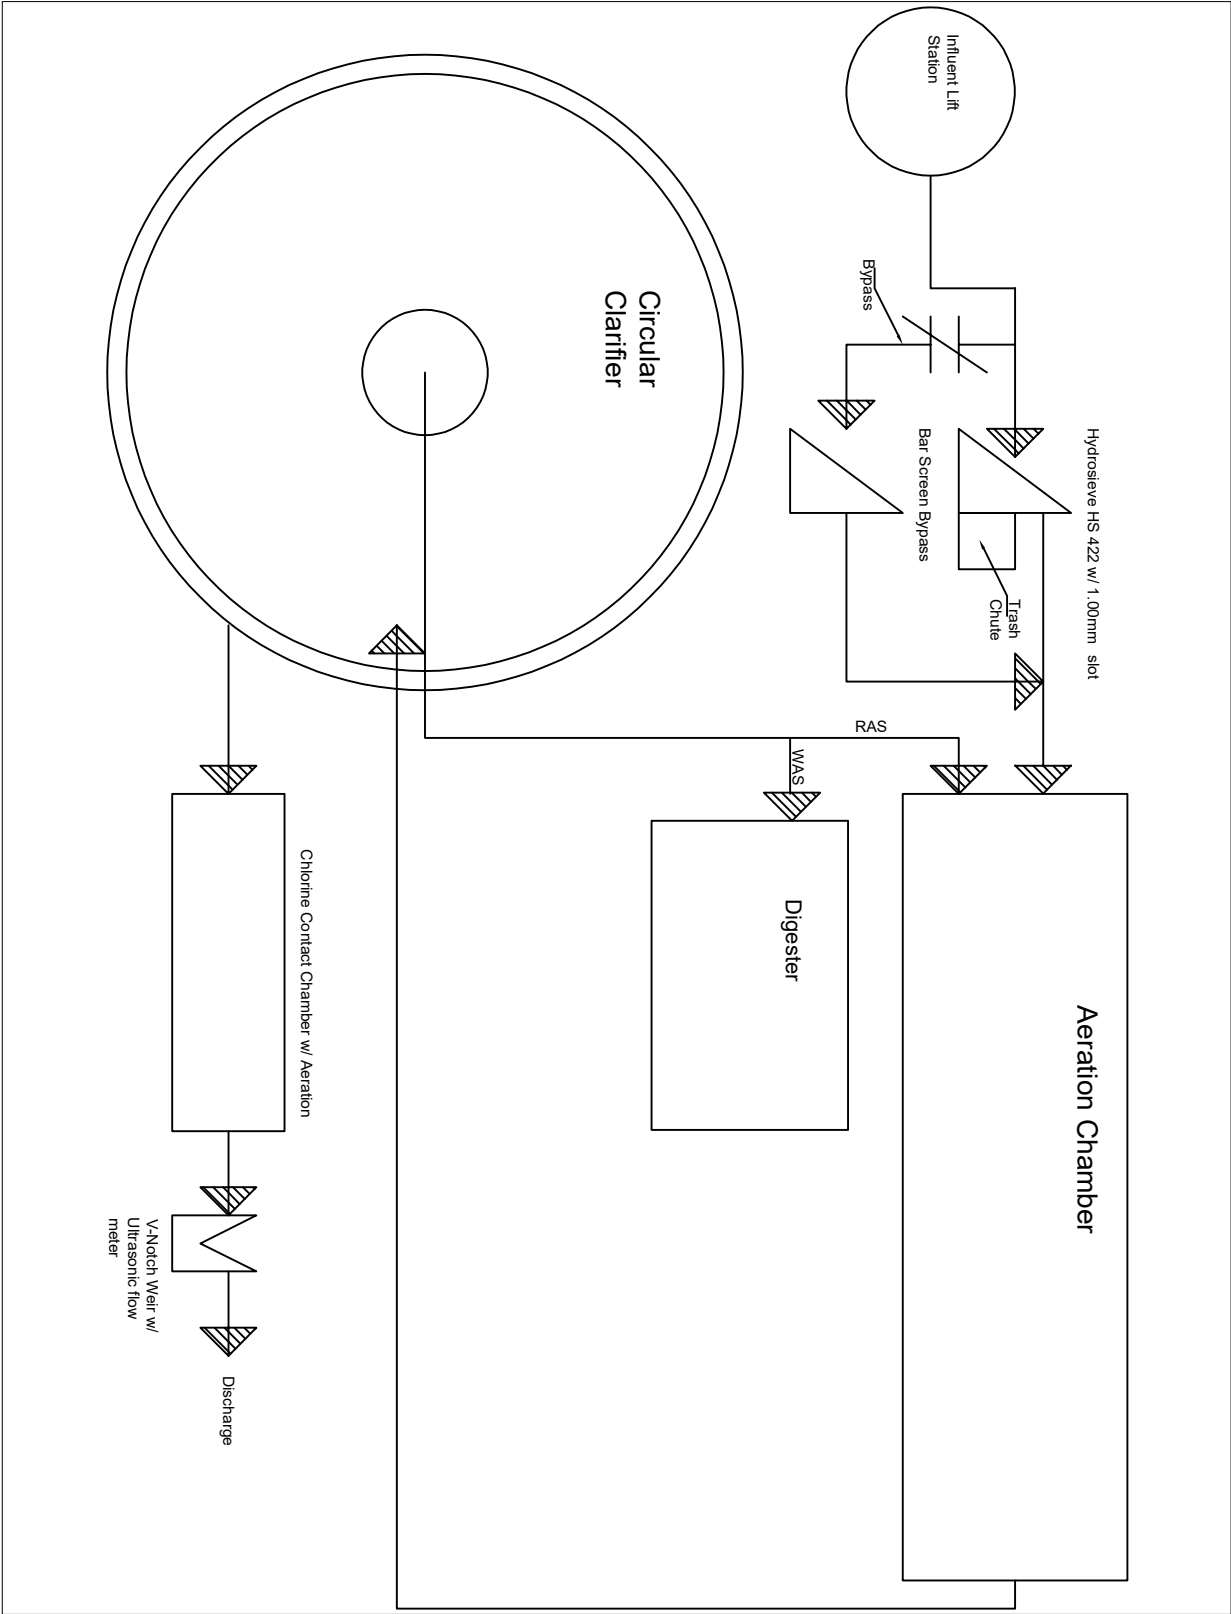 Influent Lift
Station
Hydrosieve HS 422 w/ 1.00mm slot
Trash
Chute
Bypass
Bar Screen Bypass
Aeration Chamber
RAS
WAS
Digester
Circular
Clarifier
Chlorine Contact Chamber w/ Aeration
V-Notch Weir w/
Ultrasonic flow
meter
Discharge